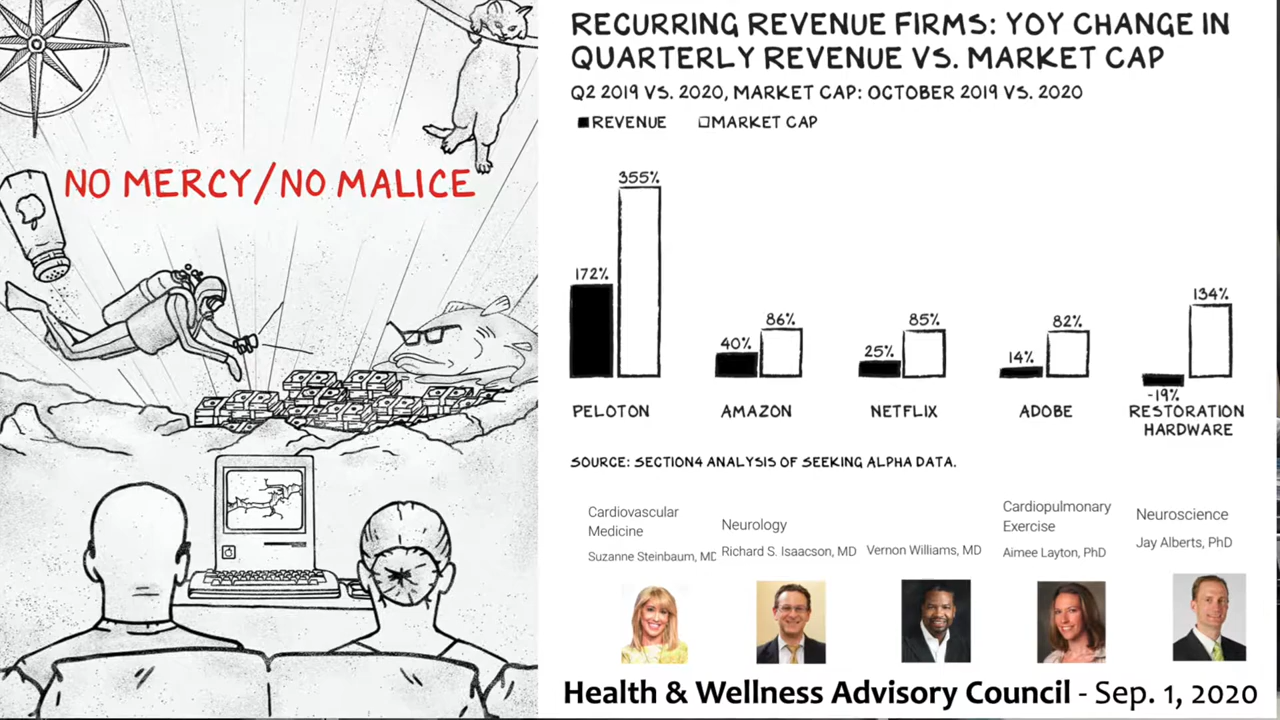 NO MERCY/NO MALICE
RECURRING REVENUE FIRMS: YOY CHANGE IN
QUARTERLY REVENUE VS. MARKET CAP
Q2 2019 VS. 2020, MARKET CAP: OCTOBER 2019 VS. 2020
REVENUE MARKET CAP
355%
172%
40%
86%
25%
85%
14%
82%
134%
-19%
PELOTON
AMAZON
NETFLIX
ADOBE
RESTORATION
HARDWARE
SOURCE: SECTION4 ANALYSIS OF SEEKING ALPHA DATA.
Cardiovascular
Medicine
Suzanne Steinbaum, MD
Neurology
Richard S. Isaacson, MD
Vernon Williams, MD
Cardiopulmonary
Exercise
Aimee Layton, PhD
Neuroscience
Jay Alberts, PhD
Health & Wellness Advisory Council - Sep. 1, 2020